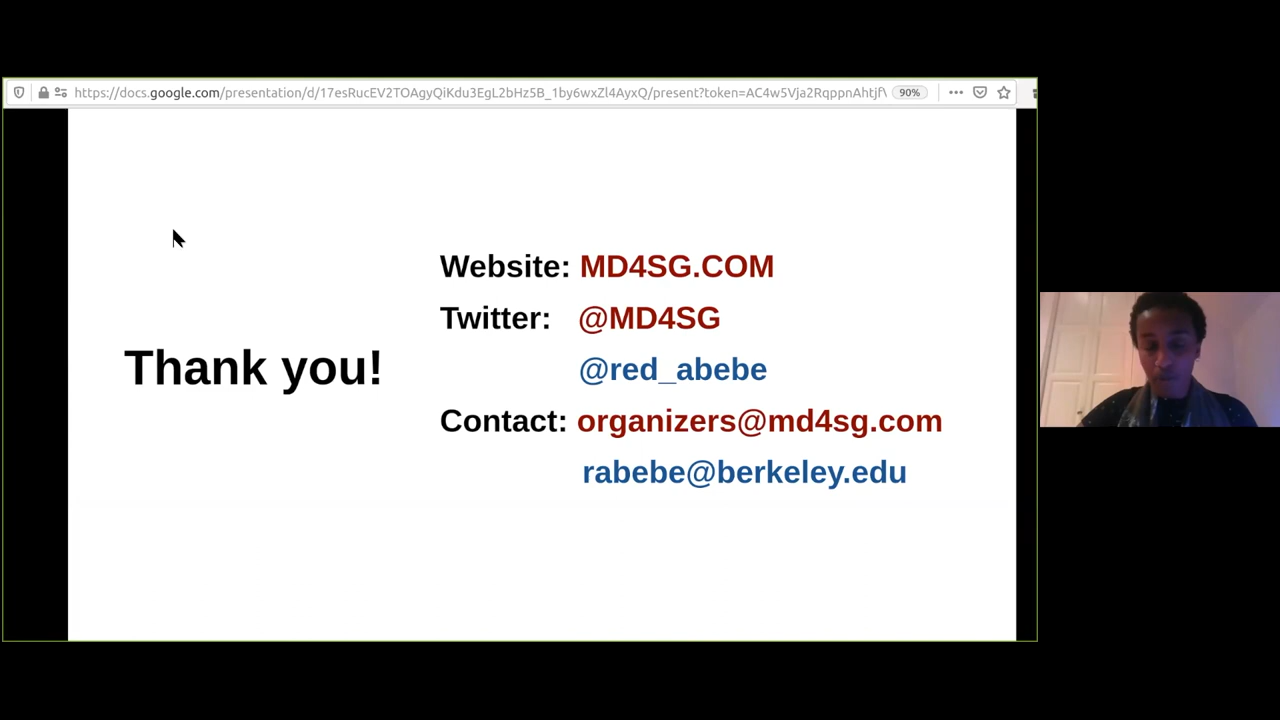 https://docs.google.com/presentation/d/17esRucEV2TOAgyQiKdu3EgL2bHz5B_1by6wxZl4AyxQ/present?token=AC4w5Vja2RqppnAhtjf 90%
Website: MD4SG.COM
Twitter: @MD4SG
Thank you!
@red_abebe
Contact: organizers@md4sg.com
rabebe@berkeley.edu